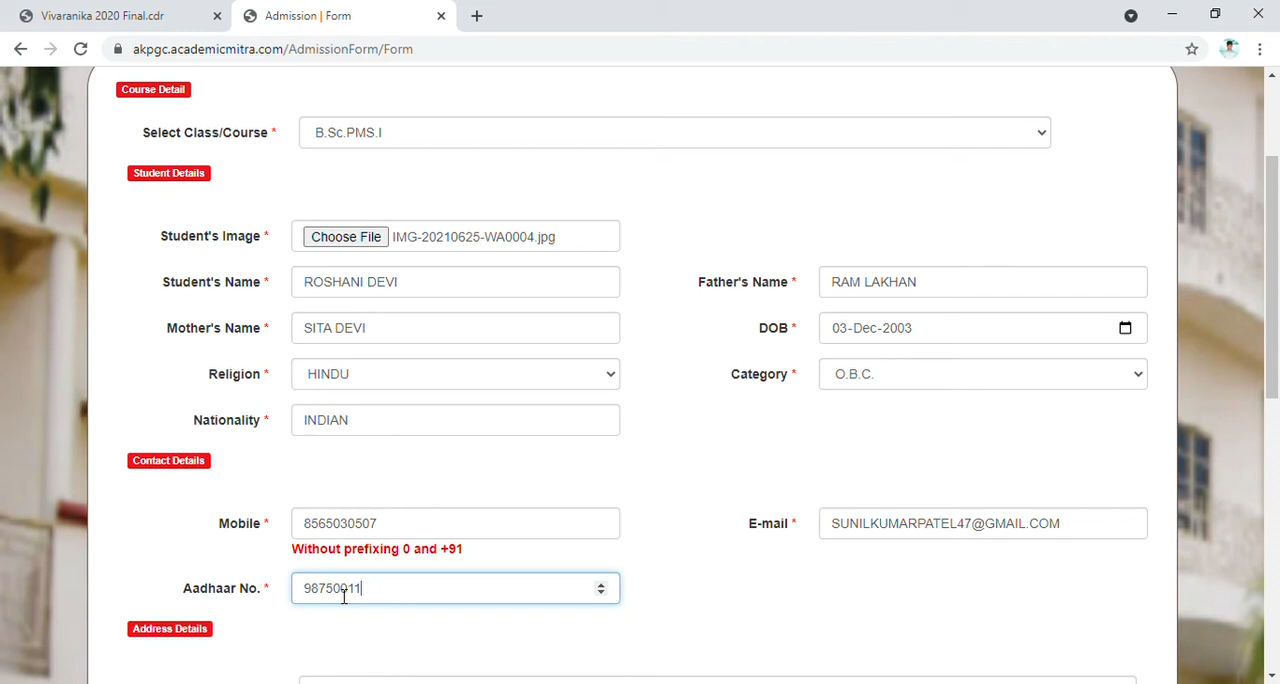 Vivaranika 2020 Final.cdr
Admission | Form
akpgc.academicmitra.com/AdmissionForm/Form
Course Detail
Select Class/Course * B.Sc.PMS.I
Student Details
Student's Image * Choose File IMG-20210625-WA0004.jpg
Student's Name * ROSHANI DEVI Father's Name * RAM LAKHAN
Mother's Name * SITA DEVI DOB * 03-Dec-2003
Religion * HINDU Category * O.B.C.
Nationality * INDIAN
Contact Details
Mobile * 8565030507 E-mail * SUNILKUMARPATEL47@GMAIL.COM
Without prefixing 0 and +91
Aadhaar No. * 98750011
Address Details